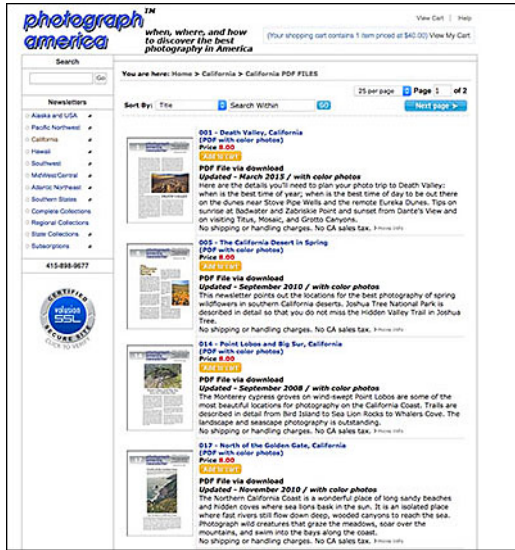 photograph
america
TM
when, where, and how
to discover the best
photography in America
View Cart | Help
(Your shopping cart contains 1 item priced at $40.00) View My Cart
Search
Go
Newsletters
Alaska and USA
Pacific Northwest
California
Hawaii
Southwest
MidWest/Central
Atlantic Northeast
Southern States
Complete Collections
Regional Collections
State Collections
Subscriptions
415-898-9677
CERTIFIED
volusion
SSL
SECURE SITE
CLICK TO VERIFY
You are here: Home > California > California PDF FILES
25 per page Page 1 of 2
Sort By: Title Search Within GO Next page
001 - Death Valley, California
(PDF with color photos)
Price 8.00
Add to cart
PDF File via download
Updated - March 2015 / with color photos
Here are the details you'll need to plan your photo trip to Death Valley:
when is the best time of year; when is the best time of day to be out there
on the dunes near Stove Pipe Wells and the remote Eureka Dunes. Tips on
sunrise at Badwater and Zabriskie Point and sunset from Dante's View and
on visiting Titus, Mosaic, and Grotto Canyons.
No shipping or handling charges. No CA sales tax. More info
005 - The California Desert in Spring
(PDF with color photos)
Price 8.00
Add to cart
PDF File via download
Updated - September 2010 / with color photos
This newsletter points out the locations for the best photography of spring
wildflowers in southern California deserts. Joshua Tree National Park is
described in detail so that you do not miss the Hidden Valley Trail in Joshua
Tree.
No shipping or handling charges. No CA sales tax. More info
014 - Point Lobos and Big Sur, California
(PDF with color photos)
Price 8.00
Add to cart
PDF File via download
Updated - September 2008 / with color photos
The Monterey cypress groves on wind-swept Point Lobos are some of the
most beautiful locations for photography on the California Coast. Trails are
described in detail from Bird Island to Sea Lion Rocks to Whalers Cove. The
landscape and seascape photography is outstanding.
No shipping or handling charges. No CA sales tax. More info
017 - North of the Golden Gate, California
(PDF with color photos)
Price 8.00
Add to cart
PDF File via download
Updated - November 2010 / with color photos
The Northern California Coast is a wonderful place of long sandy beaches
and hidden coves where sea lions bask in the sun. It is an isolated place
where fast rivers still flow down deep, wooded canyons to reach the sea.
Photograph wild creatures that graze the meadows, soar over the
mountains, and swim into the bays along the coast.
No shipping or handling charges. No CA sales tax. More info